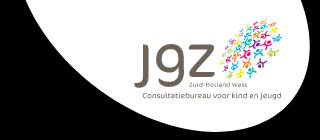 jgz
Zuid-Holland West
Consultatiebureau voor kind en jeugd